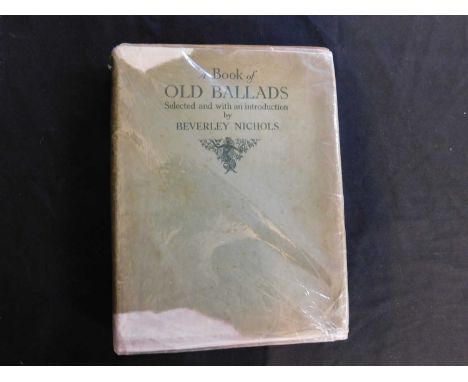 A Book of
OLD BALLADS
Selected and with an introduction
by
BEVERLEY NICHOLS